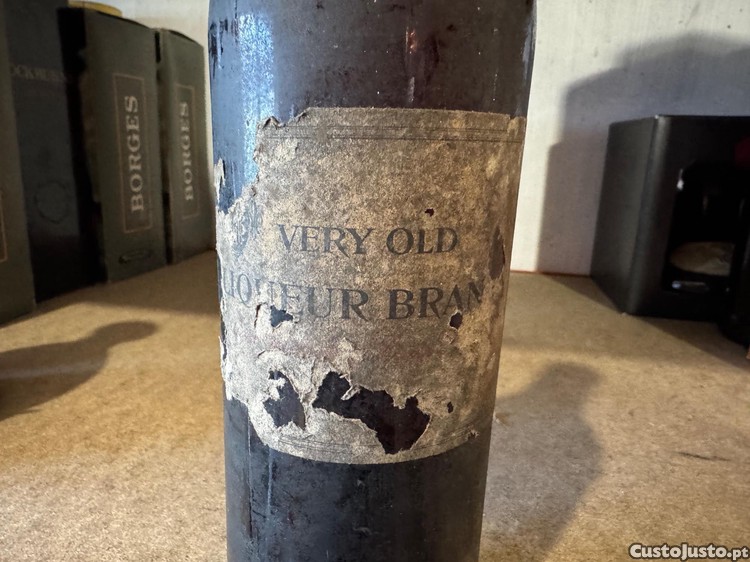 BORGES
BORGES
VERY OLD
LIQUEUR BRAN
CustoJusto.pt